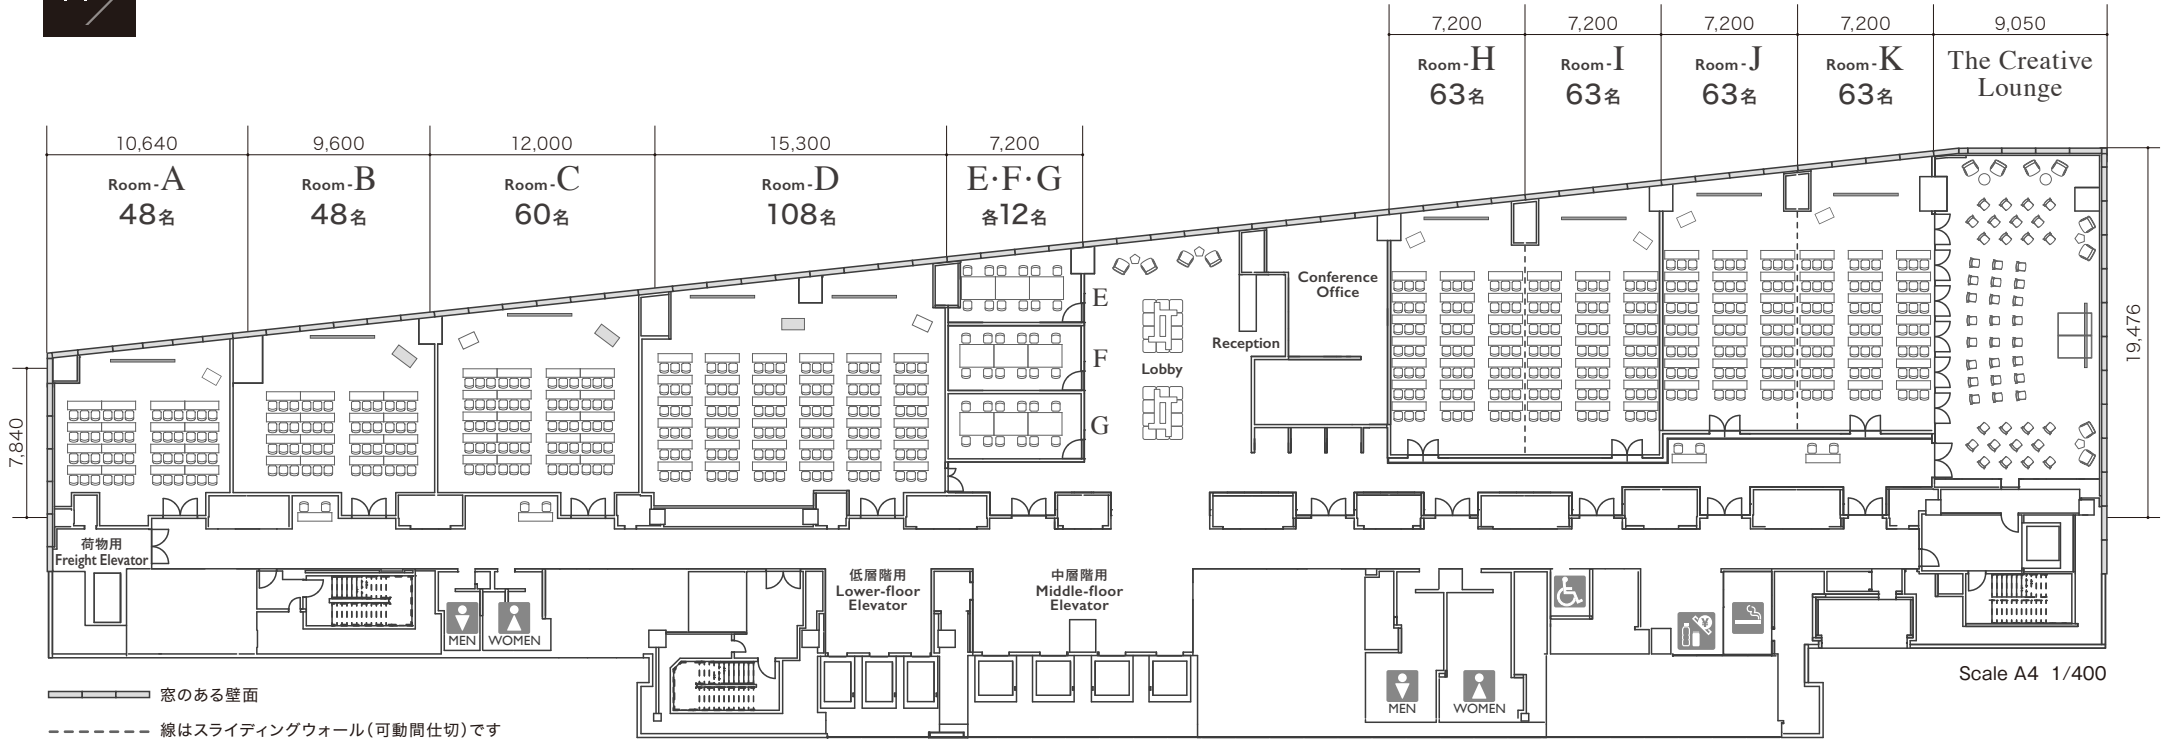 7,200
7,200
7,200
7,200
9,050
Room-H
63名
Room-I
63名
Room-J
63名
Room-K
63名
The Creative
Lounge
10,640
9,600
12,000
15,300
7,200
Room-A
48名
Room-B
48名
Room-C
60名
Room-D
108名
E・F・G
各12名
E
F
G
Conference
Office
Reception
Lobby
7,840
19,476
荷物用
Freight Elevator
MEN
WOMEN
低層階用
Lower-floor
Elevator
中層階用
Middle-floor
Elevator
MEN
WOMEN
¥
Scale A4 1/400
窓のある壁面
線はスライディングウォール(可動間仕切)です